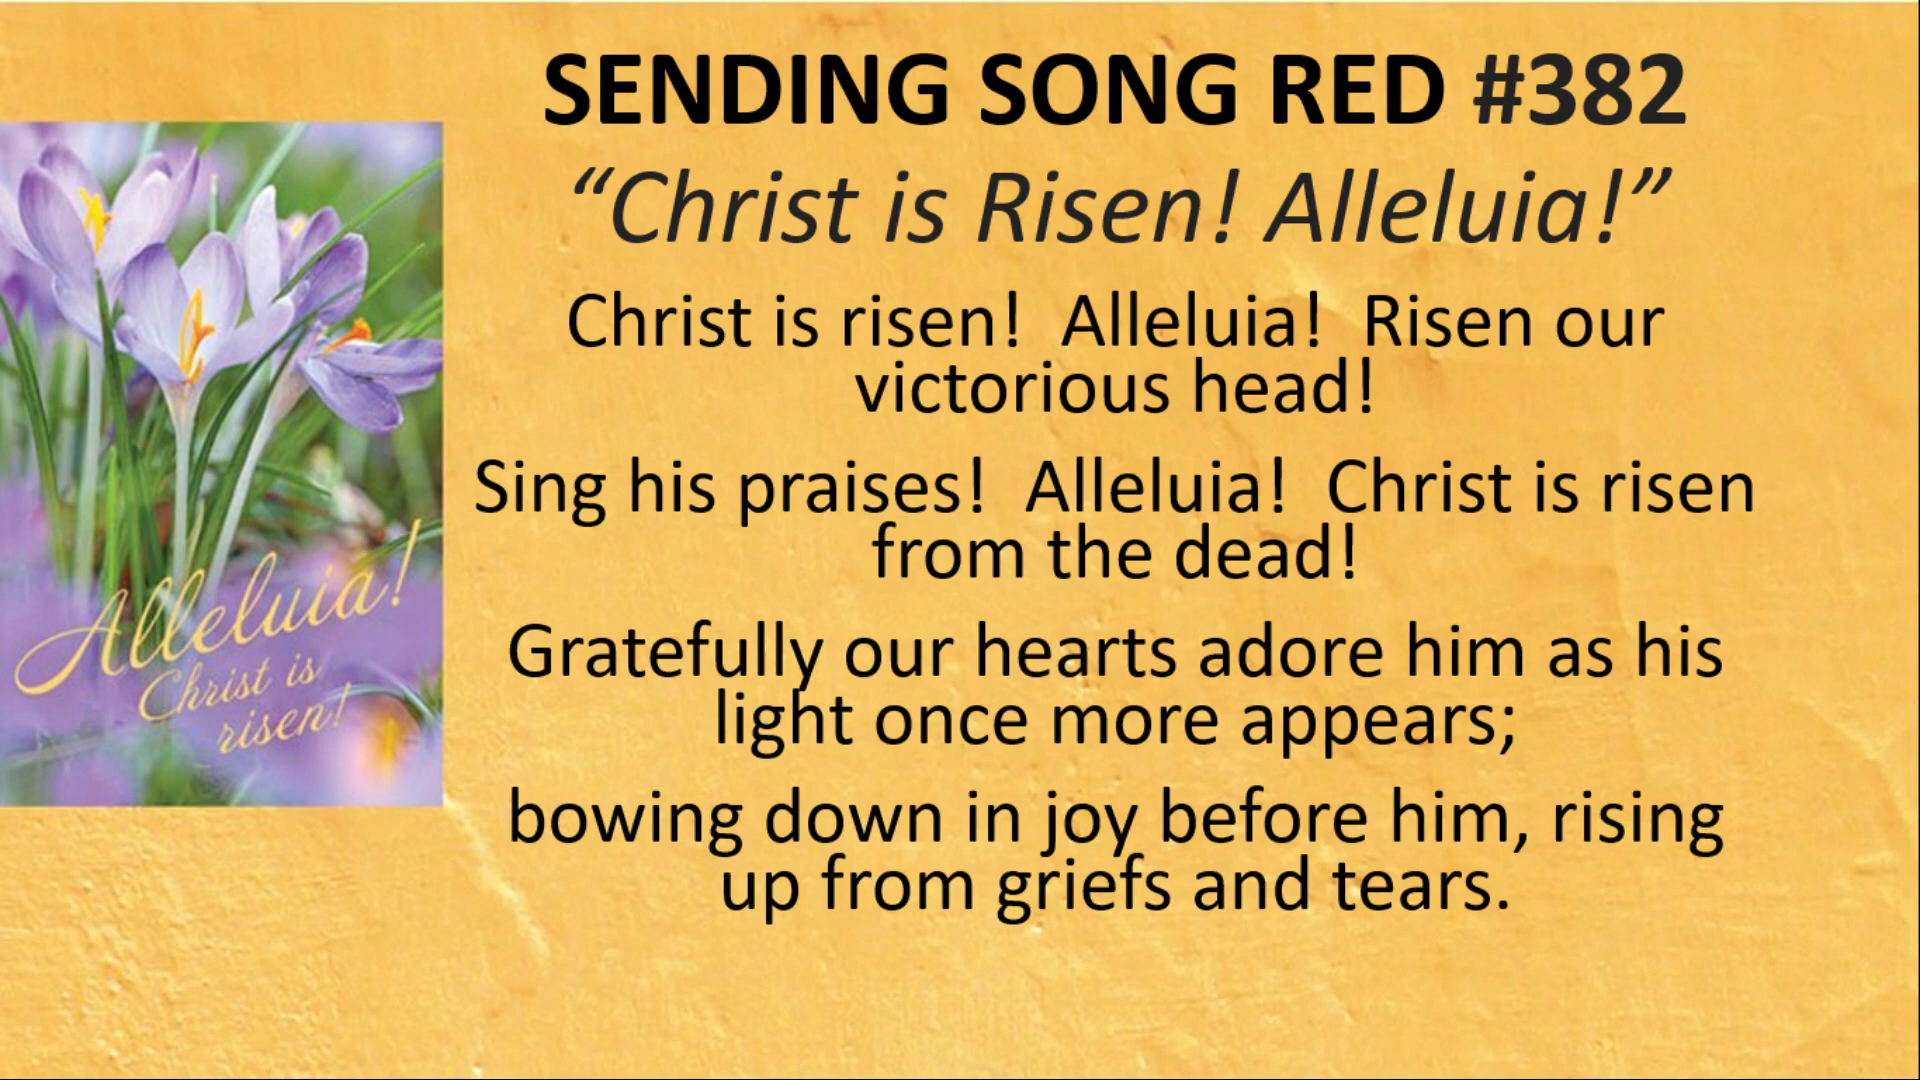 SENDING SONG RED #382
“Christ is Risen! Alleluia!”
Christ is risen!  Alleluia!  Risen our
victorious head!
Sing his praises!  Alleluia!  Christ is risen
from the dead!
Gratefully our hearts adore him as his
light once more appears;
bowing down in joy before him, rising
up from griefs and tears.
Alleluia!
Christ is
risen!